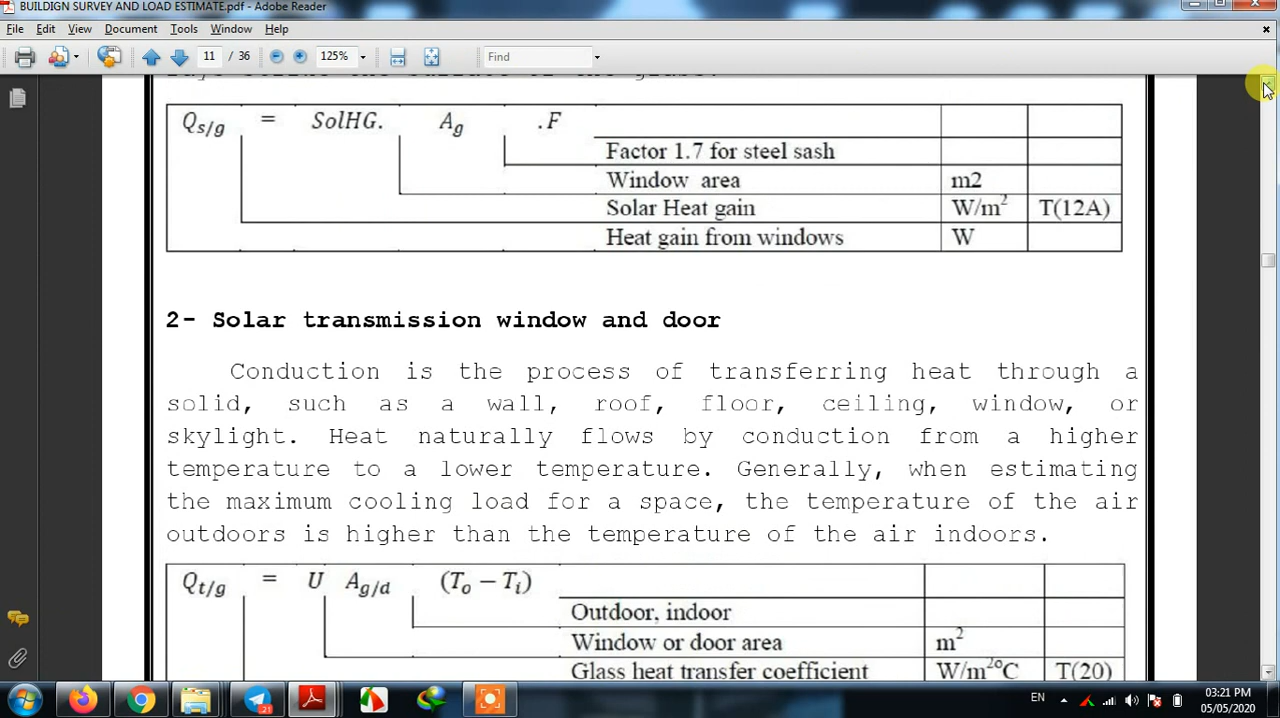 BUILDIGN SURVEY AND LOAD ESTIMATE.pdf - Adobe Reader
File Edit View Document Tools Window Help
11 / 36 125% Find
the surface of the
Qs/g = SolHG. Ag .F
Factor 1.7 for steel sash
Window area m2
Solar Heat gain W/m² T(12A)
Heat gain from windows W
2- Solar transmission window and door
Conduction is the process of transferring heat through a
solid, such as a wall, roof, floor, ceiling, window, or
skylight. Heat naturally flows by conduction from a higher
temperature to a lower temperature. Generally, when estimating
the maximum cooling load for a space, the temperature of the air
outdoors is higher than the temperature of the air indoors.
Qt/g = U Ag/d (To − Ti)
Outdoor, indoor
Window or door area m²
Glass heat transfer coefficient W/m²°C T(20)
21
EN 03:21 PM
05/05/2020